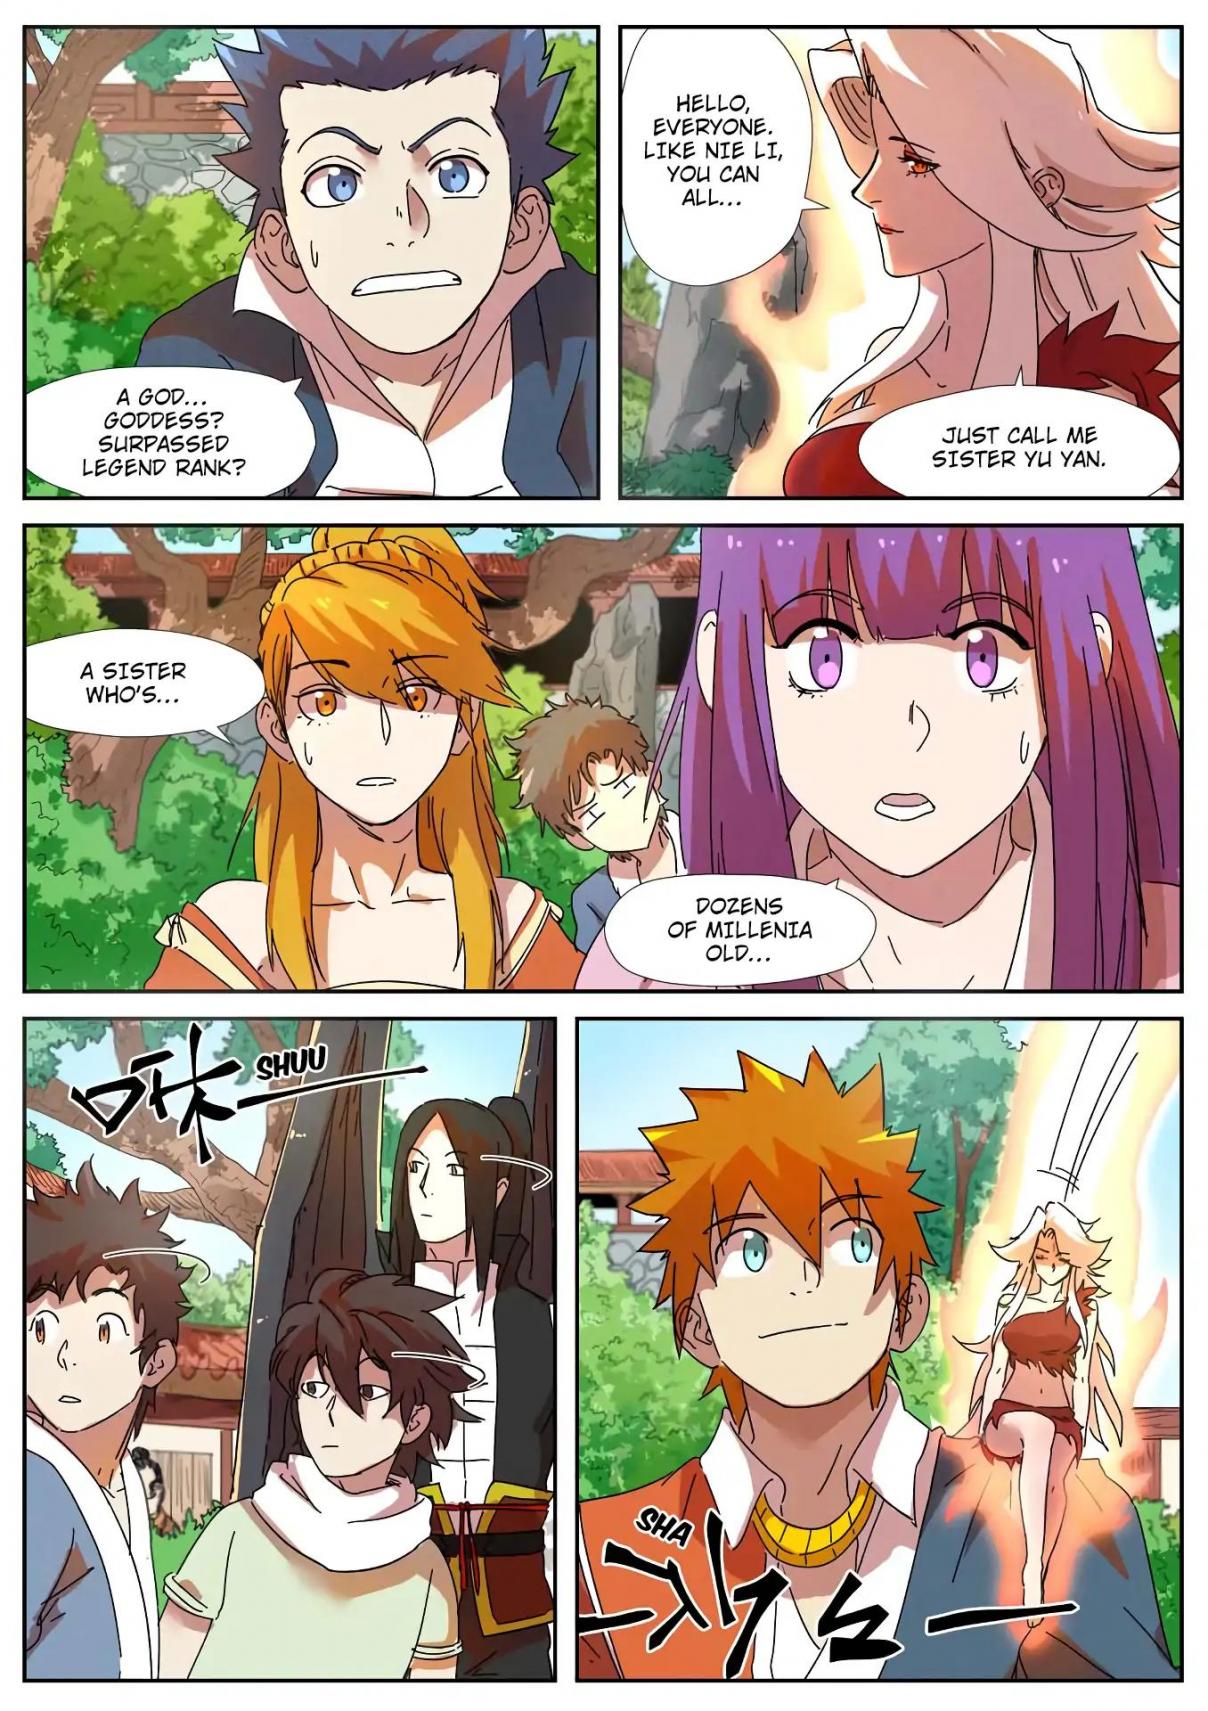 A GOD...
GODDESS?
SURPASSED
LEGEND RANK?
HELLO,
EVERYONE.
LIKE NIE LI,
YOU CAN
ALL...
JUST CALL ME
SISTER YU YAN.
A SISTER
WHO'S...
DOZENS
OF MILLENIA
OLD...
咻
SHUU
SHA